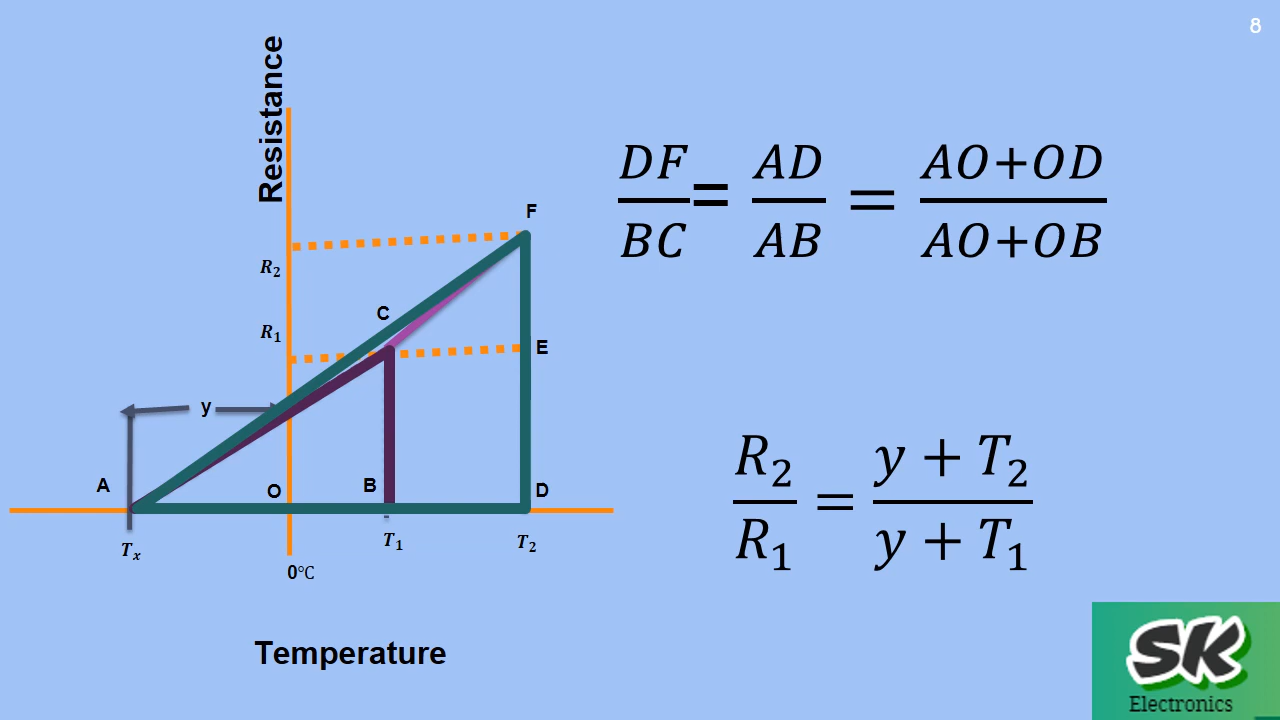 8
Resistance
F
R₂
C
R₁
E
y
A
O
B
D
Tₓ
T₁
T₂
0℃
Temperature
DF/BC = AD/AB = AO+OD/AO+OB
R₂/R₁ = y + T₂/y + T₁
SK
Electronics